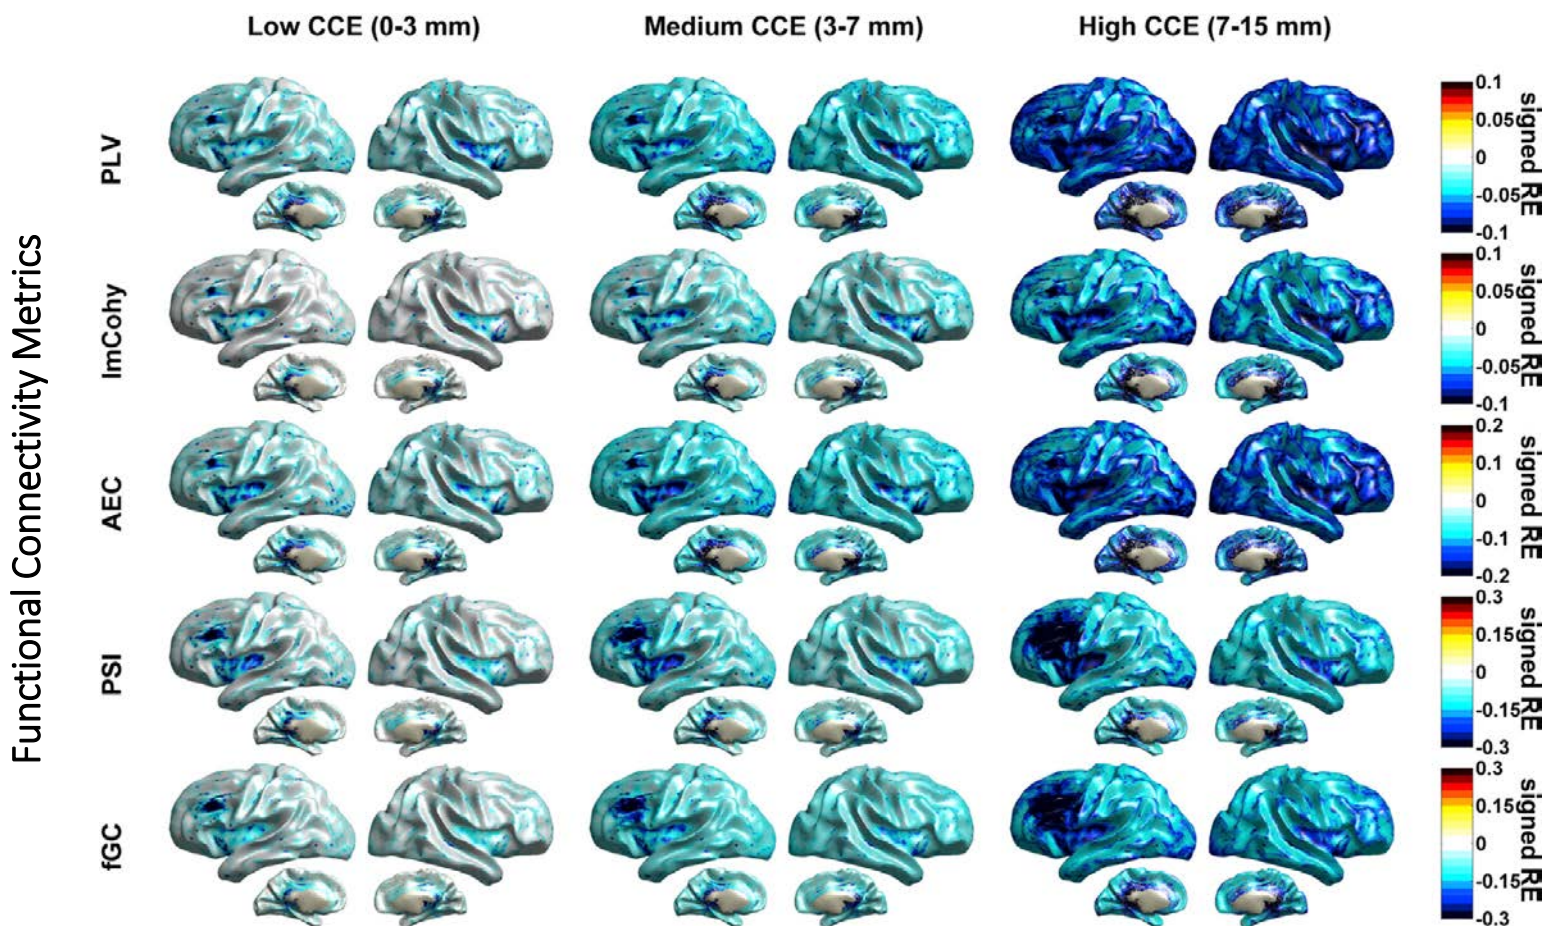 Low CCE (0-3 mm)
Medium CCE (3-7 mm)
High CCE (7-15 mm)
Functional Connectivity Metrics
PLV
0.1
0.05
0
-0.05
-0.1
signed RE
ImCohy
0.1
0.05
0
-0.05
-0.1
signed RE
AEC
0.2
0.1
0
-0.1
-0.2
signed RE
PSI
0.3
0.15
0
-0.15
-0.3
signed RE
fGC
0.3
0.15
0
-0.15
-0.3
signed RE